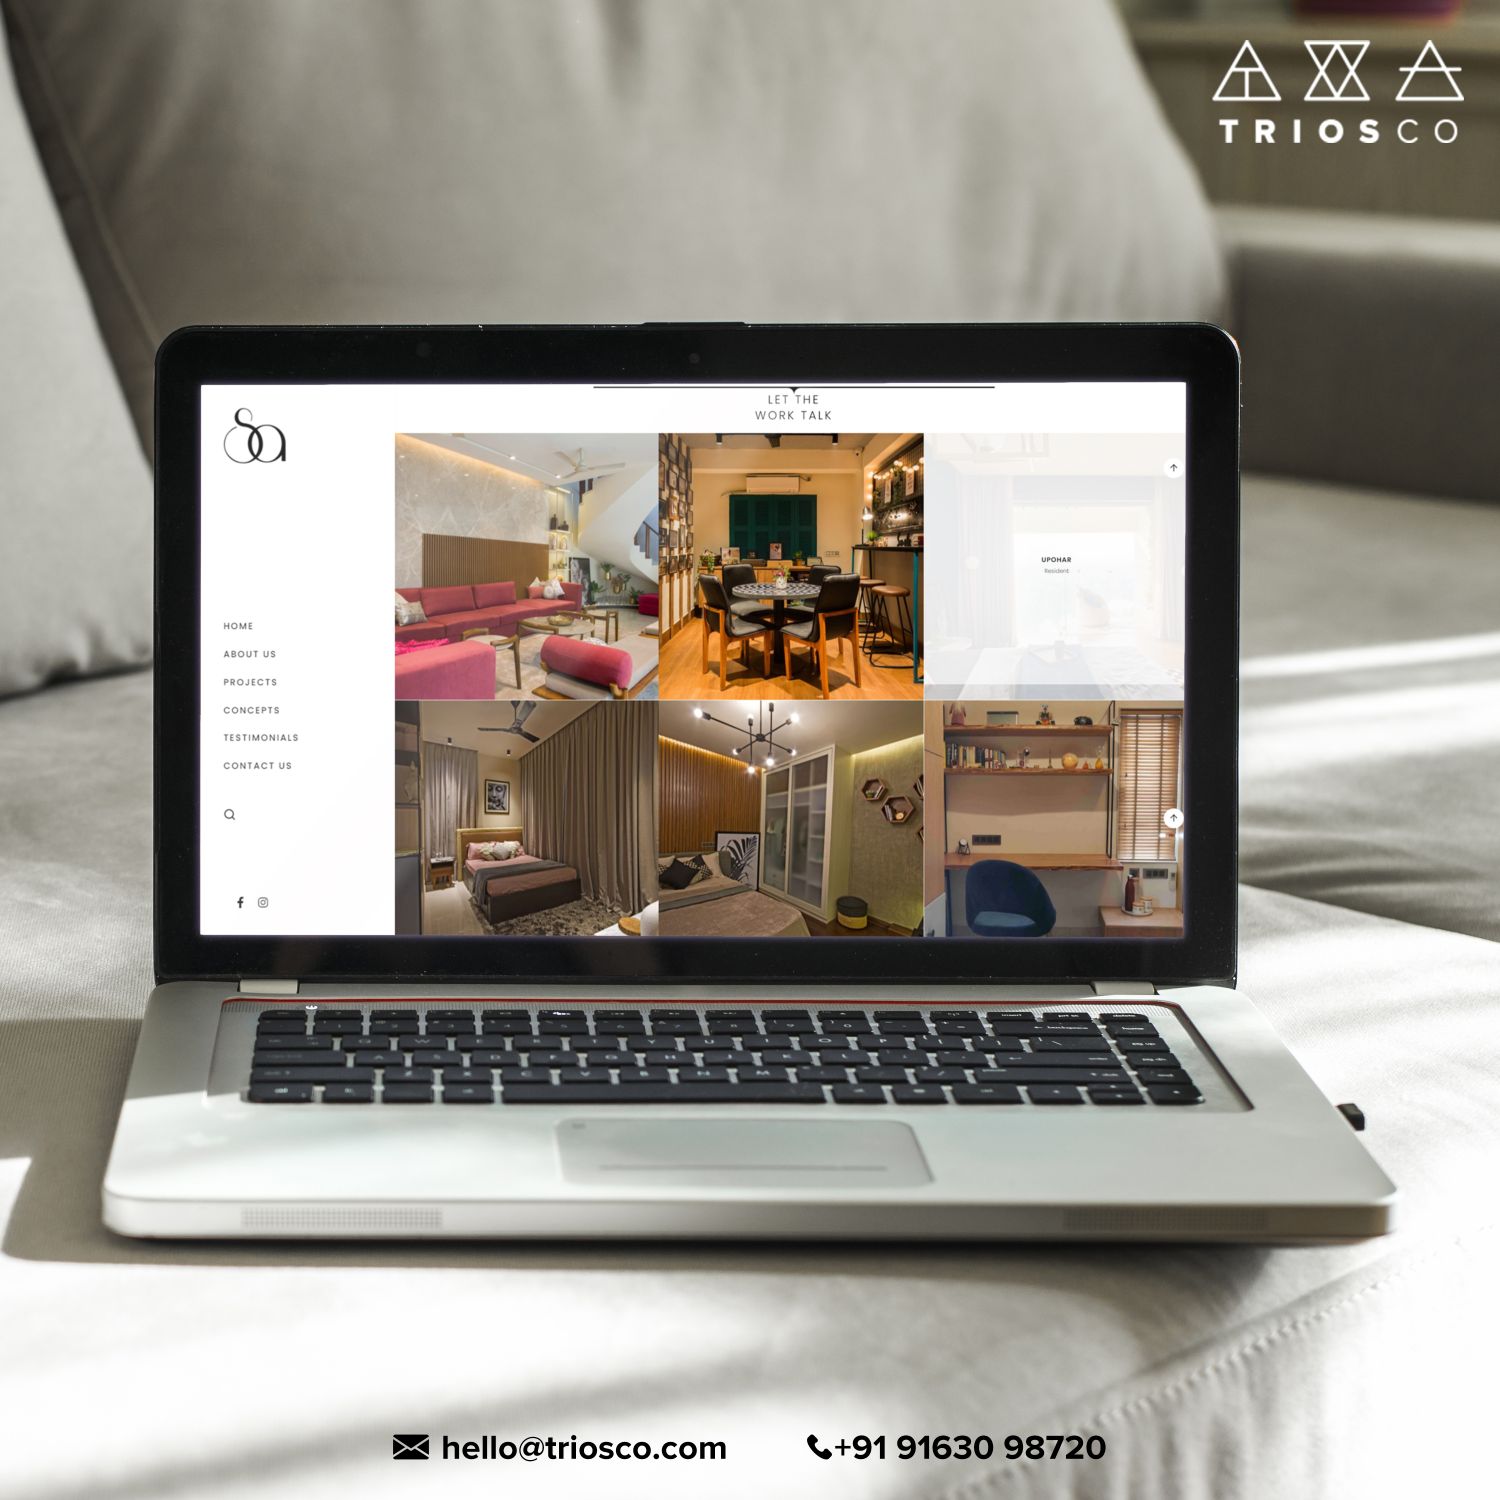 TRIOSCO
LET THE
WORK TALK
Sa
UPOHAR
Resident
HOME
ABOUT US
PROJECTS
CONCEPTS
TESTIMONIALS
CONTACT US
hello@triosco.com
+91 91630 98720